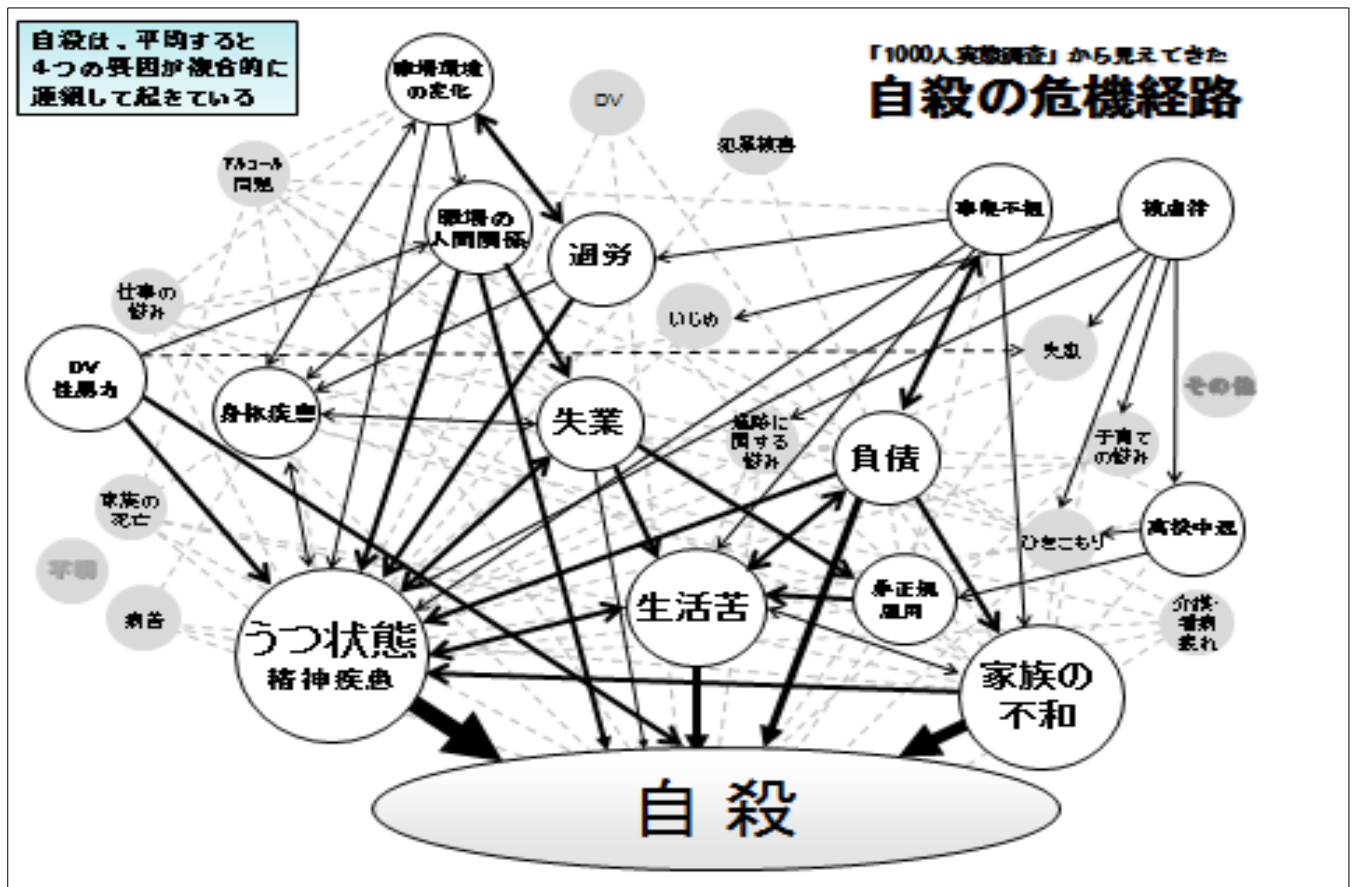 自殺は、平均すると
4つの要因が複合的に
連鎖して起きている
「1000人実態調査」から見えてきた
自殺の危機経路
職場環境
の変化
DV
犯罪被害
アルコール
問題
職場の
人間関係
過労
事業不振
被虐待
仕事の
悩み
いじめ
失恋
その他
DV
性暴力
身体疾患
失業
進路に
関する
悩み
負債
子育て
の悩み
家族の
死亡
高校中退
ひきこもり
不明
病苦
うつ状態
精神疾患
生活苦
非正規
雇用
介護・
看病
疲れ
家族の
不和
自殺